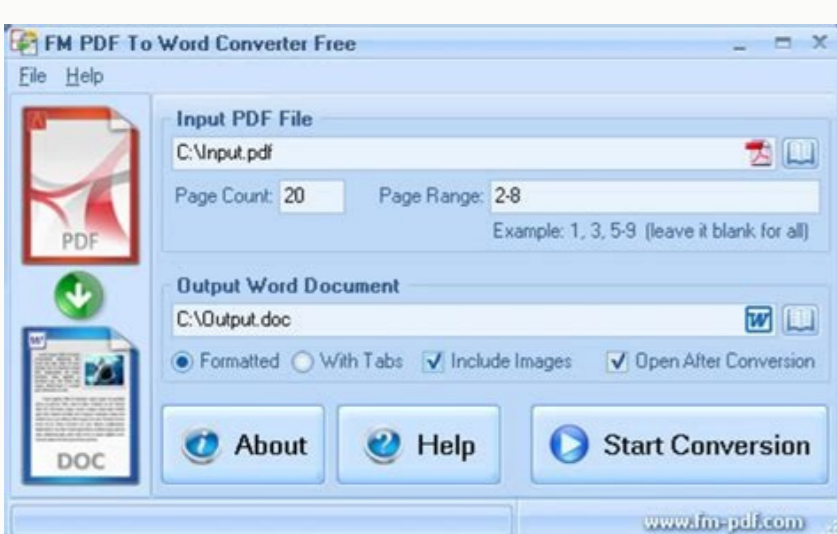 FM PDF To Word Converter Free
File Help
Input PDF File
C:\Input.pdf
Page Count: 20 Page Range: 2-8
Example: 1, 3, 5-9 (leave it blank for all)
PDF
Output Word Document
C:\Output.doc
Formatted With Tabs Include Images Open After Conversion
DOC
About Help Start Conversion
www.fm-pdf.com